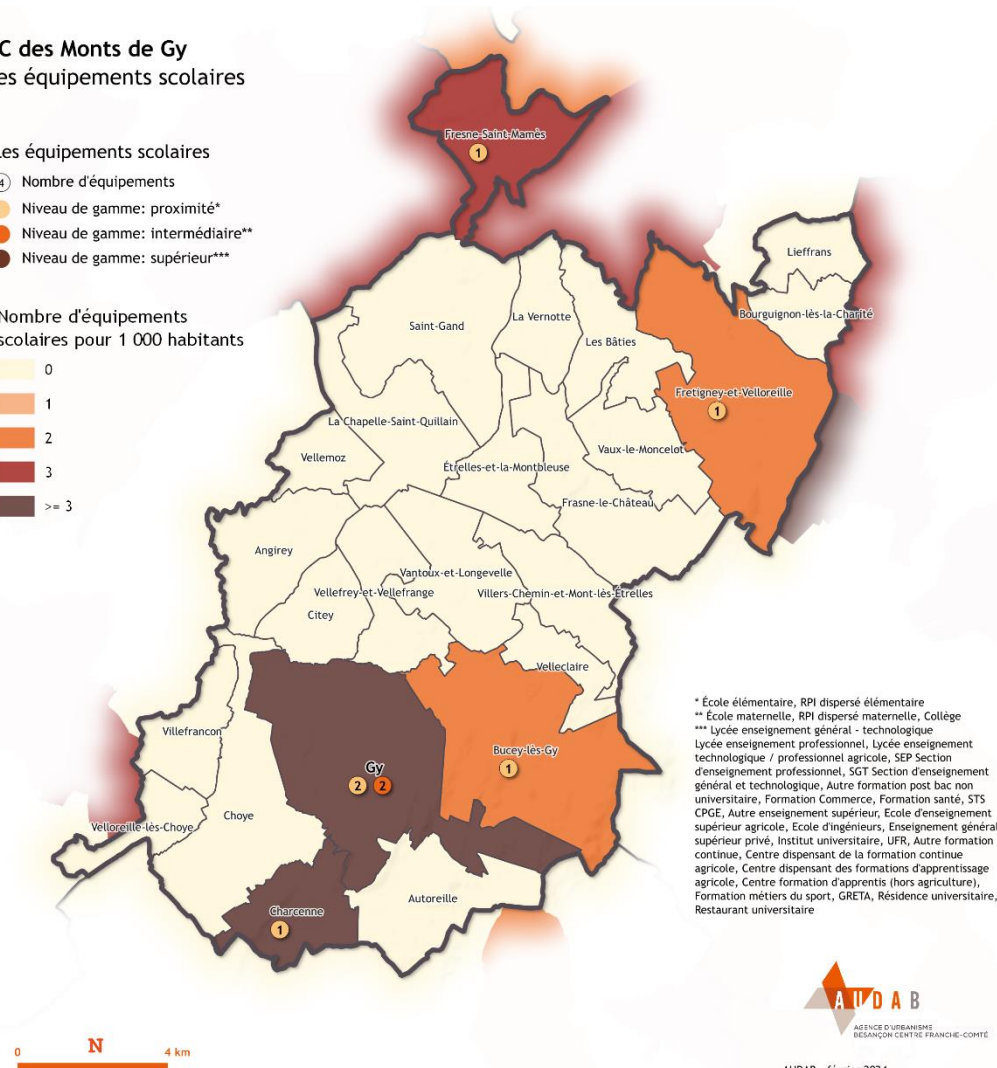 C des Monts de Gy
es équipements scolaires
es équipements scolaires
4 Nombre d'équipements
Niveau de gamme: proximité*
Niveau de gamme: intermédiaire**
Niveau de gamme: supérieur***
Nombre d'équipements
scolaires pour 1 000 habitants
0
1
2
3
>= 3
Fresne-Saint-Mamès
1
Lieffrans
Bourguignon-lès-la-Charité
La Vernotte
Saint-Gand
Les Bâties
Fretigney-et-Velloreille
1
La Chapelle-Saint-Quillain
Vellemoz
Vaux-le-Moncelot
Étrelles-et-la-Montbleuse
Frasne-le-Château
Angirey
Vantoux-et-Longevelle
Vellefrey-et-Vellefrange
Villers-Chemin-et-Mont-lès-Étrelles
Citey
Velleclaire
Villefrancon
Bucey-lès-Gy
1
Gy
2 2
Choye
Velloreille-lès-Choye
Autoreille
Charcenne
1
* École élémentaire, RPI dispersé élémentaire
** École maternelle, RPI dispersé maternelle, Collège
*** Lycée enseignement général - technologique
Lycée enseignement professionnel, Lycée enseignement
technologique / professionnel agricole, SEP Section
d'enseignement professionnel, SGT Section d'enseignement
général et technologique, Autre formation post bac non
universitaire, Formation Commerce, Formation santé, STS
CPGE, Autre enseignement supérieur, Ecole d'enseignement
supérieur agricole, Ecole d'ingénieurs, Enseignement général
supérieur privé, Institut universitaire, UFR, Autre formation
continue, Centre dispensant de la formation continue
agricole, Centre dispensant des formations d'apprentissage
agricole, Centre formation d'apprentis (hors agriculture),
Formation métiers du sport, GRETA, Résidence universitaire,
Restaurant universitaire
AUDAB
AGENCE D'URBANISME
BESANÇON CENTRE FRANCHE-COMTÉ
0 N 4 km